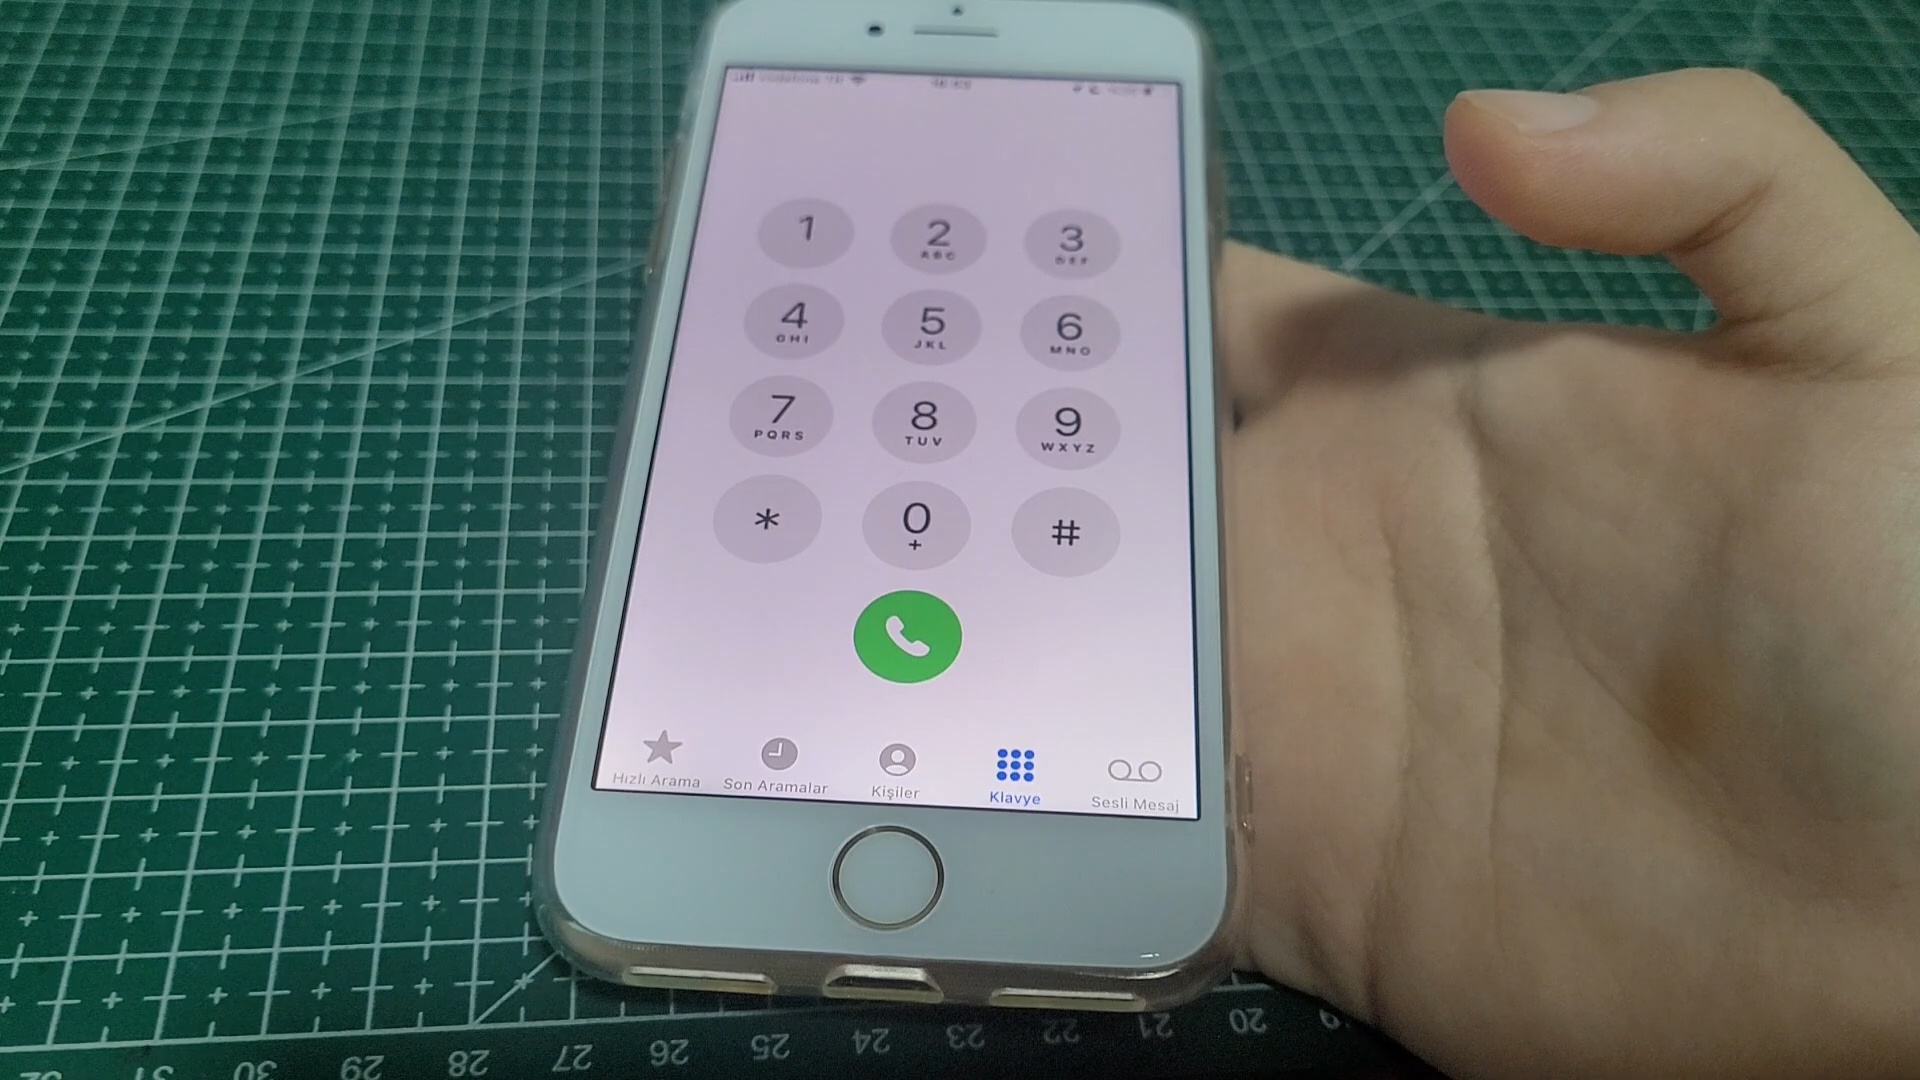 1
2
ABC
3
DEF
4
GHI
5
JKL
6
MNO
7
PQRS
8
TUV
9
WXYZ
*
0
+
#
Hızlı Arama
Son Aramalar
Kişiler
Klavye
Sesli Mesaj
31 30 29 28 27 26 25 24 23 22 21 20